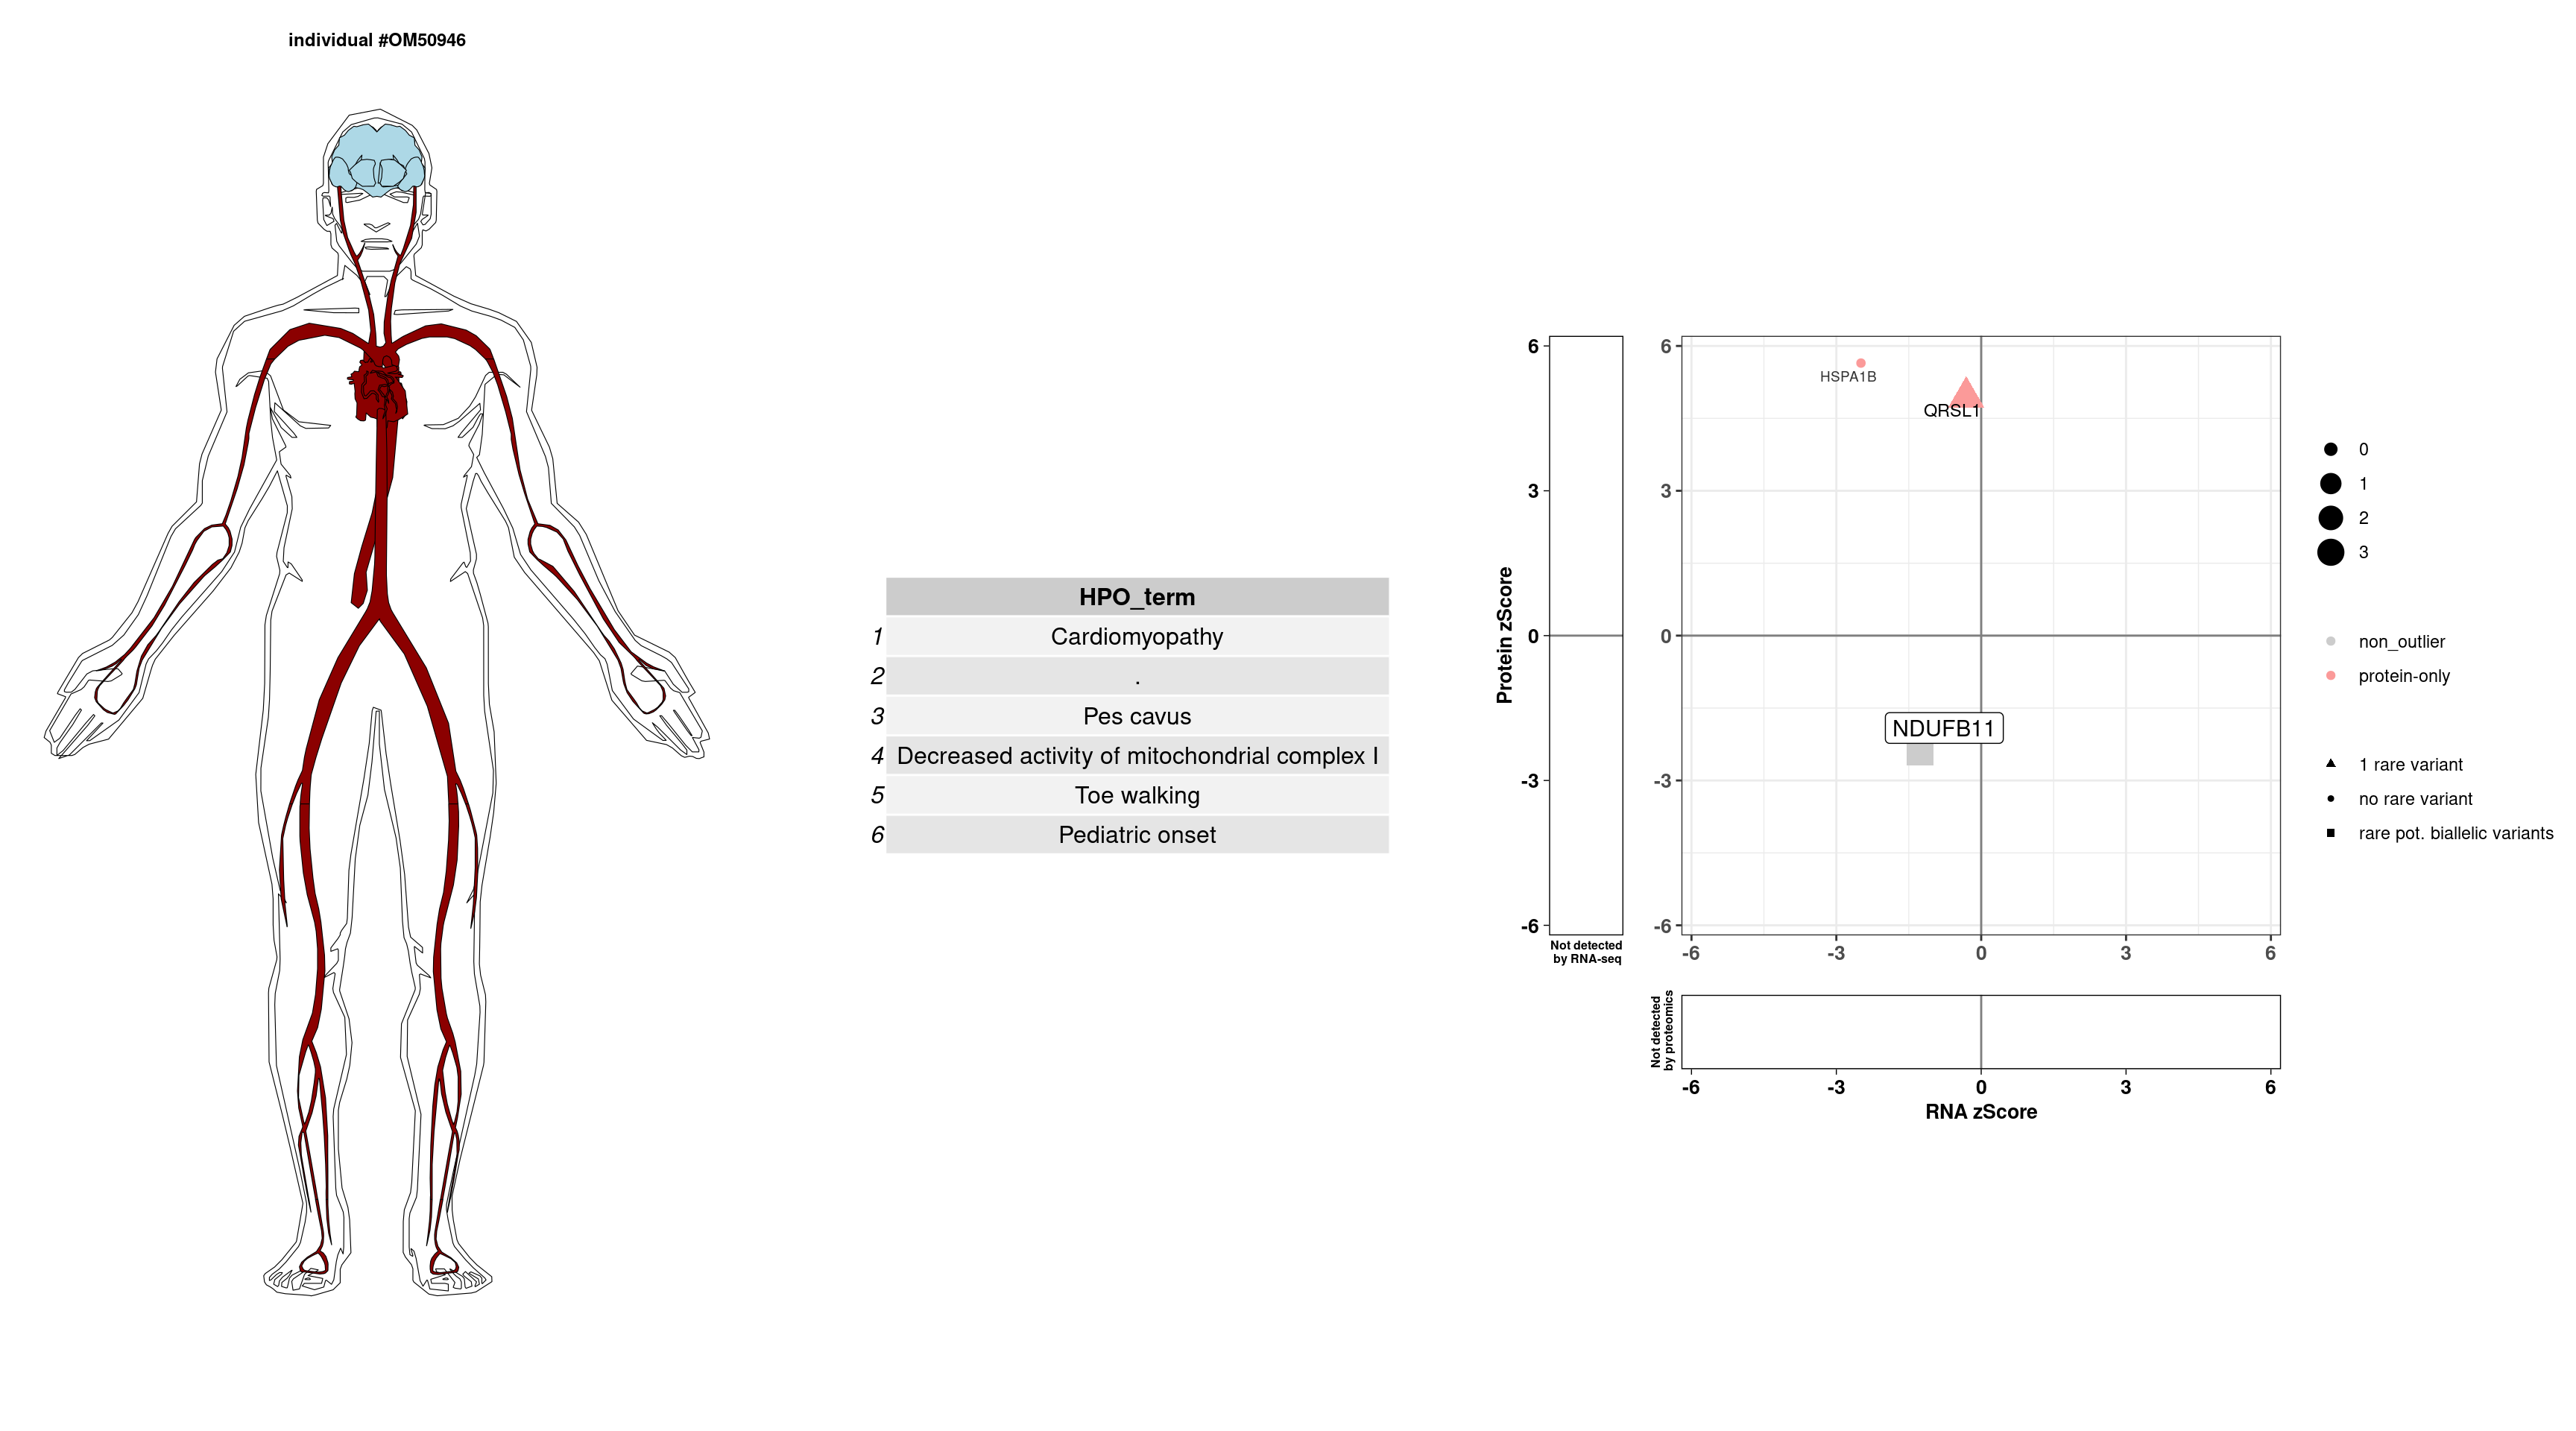 individual #OM50946
HPO_term
1 Cardiomyopathy
2 .
3 Pes cavus
4 Decreased activity of mitochondrial complex I
5 Toe walking
6 Pediatric onset
Protein zScore
6
3
0
-3
-6
Not detected
by RNA-seq
6
3
0
-3
-6
HSPA1B
QRSL1
NDUFB11
-6 -3 0 3 6
Not detected
by proteomics
-6 -3 0 3 6
RNA zScore
0
1
2
3
non_outlier
protein-only
1 rare variant
no rare variant
rare pot. biallelic variants